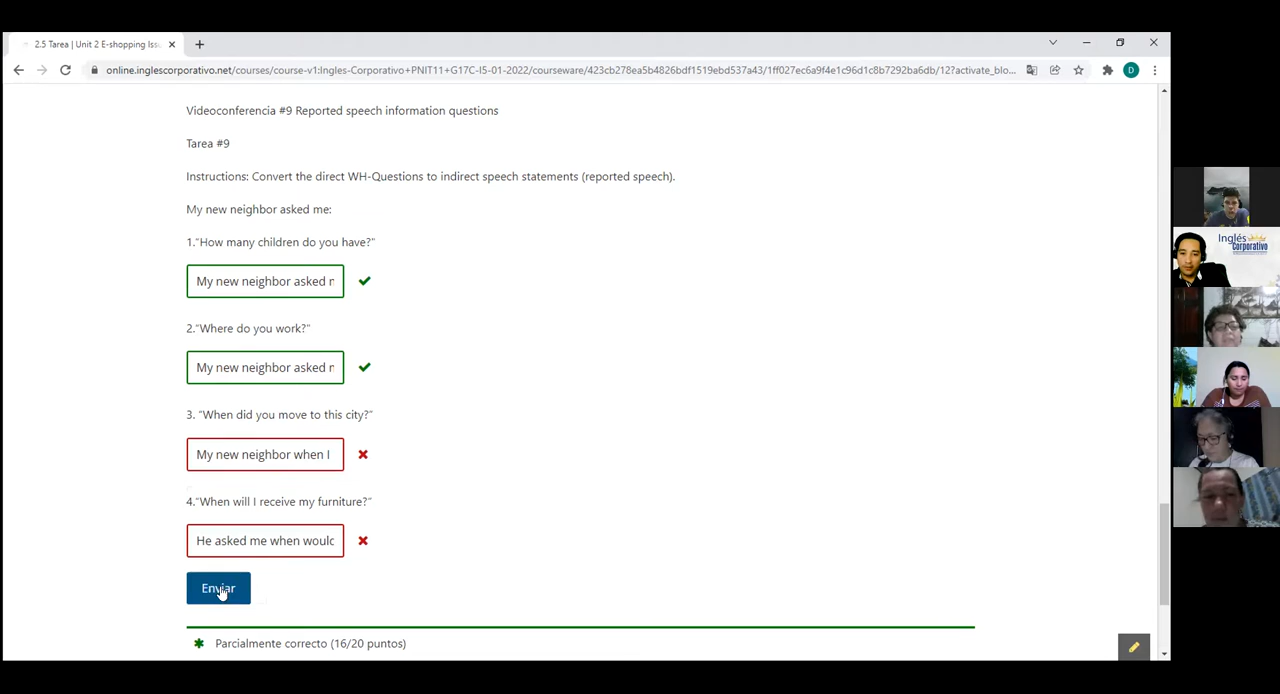 2.5 Tarea | Unit 2 E-shopping Iss
online.inglescorporativo.net/courses/course-v1:Ingles-Corporativo+PNIT11+G17C-I5-01-2022/courseware/423cb278ea5b4826bdf1519ebd537a43/1ff027ec6a9f4e1c96d1c8b7292ba6db/12?activate_blo...
D
Videoconferencia #9 Reported speech information questions
Tarea #9
Instructions: Convert the direct WH-Questions to indirect speech statements (reported speech).
My new neighbor asked me:
1."How many children do you have?"
My new neighbor asked
2."Where do you work?"
My new neighbor asked
3. "When did you move to this city?"
My new neighbor when I
4."When will I receive my furniture?"
He asked me when
Enviar
Parcialmente correcto (16/20 puntos)
Inglés
Corporativo